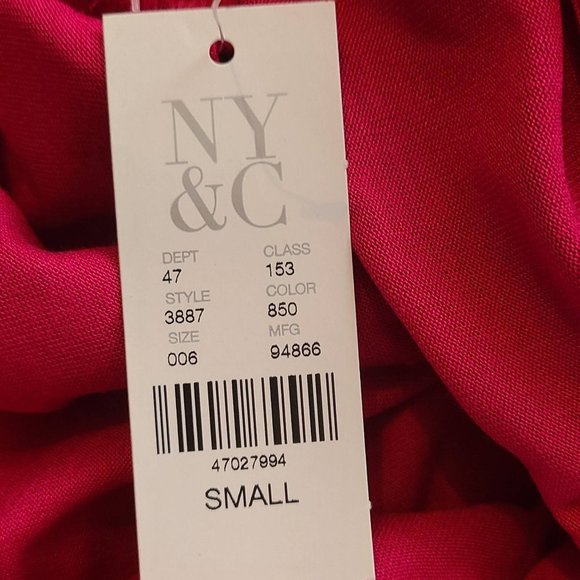 NY
&C
DEPT CLASS
47 153
STYLE COLOR
3887 850
SIZE MFG
006 94866
47027994
SMALL